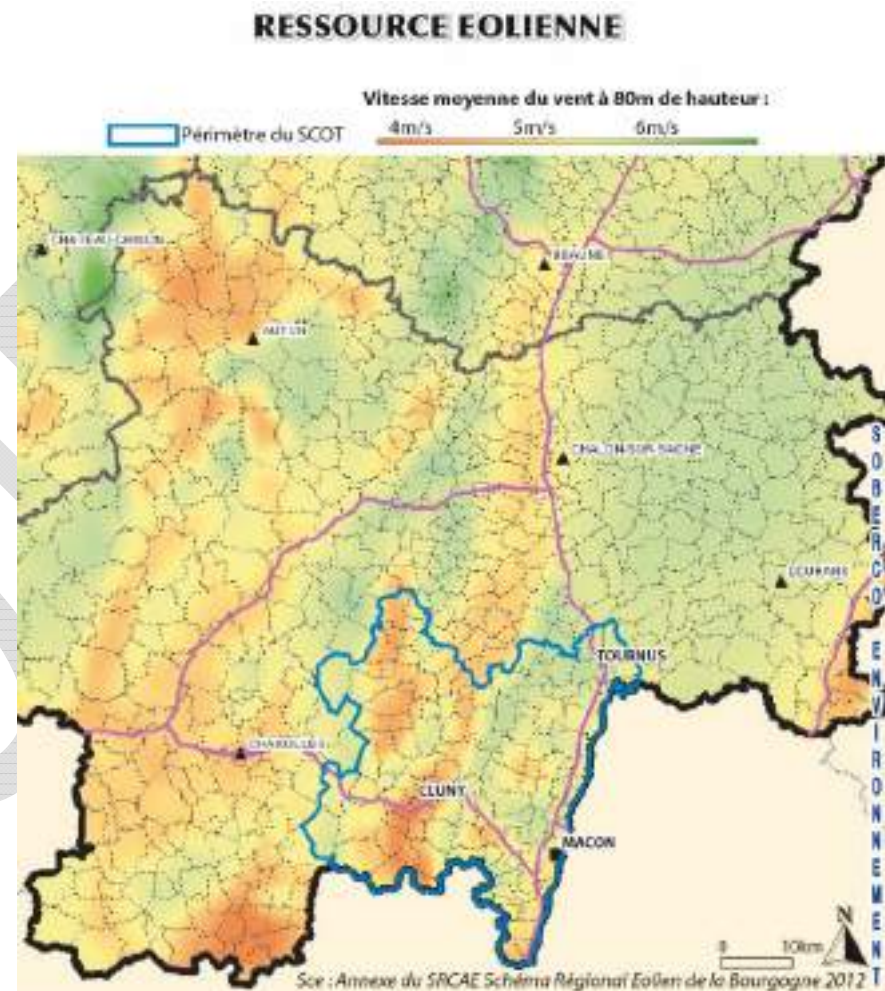 RESSOURCE EOLIENNE
Vitesse moyenne du vent à 80m de hauteur :
Périmètre du SCOT
4m/s 5m/s 6m/s
CHATEAU-CHINON
BEAUNE
AUTUN
CHALON-SUR-SAONE
LOUHANS
TOURNUS
CHAROLLES
CLUNY
MACON
N
0 10km
Sce : Annexe du SRCAE Schéma Régional Eolien de la Bourgogne 2012
SOBERCO ENVIRONNEMENT